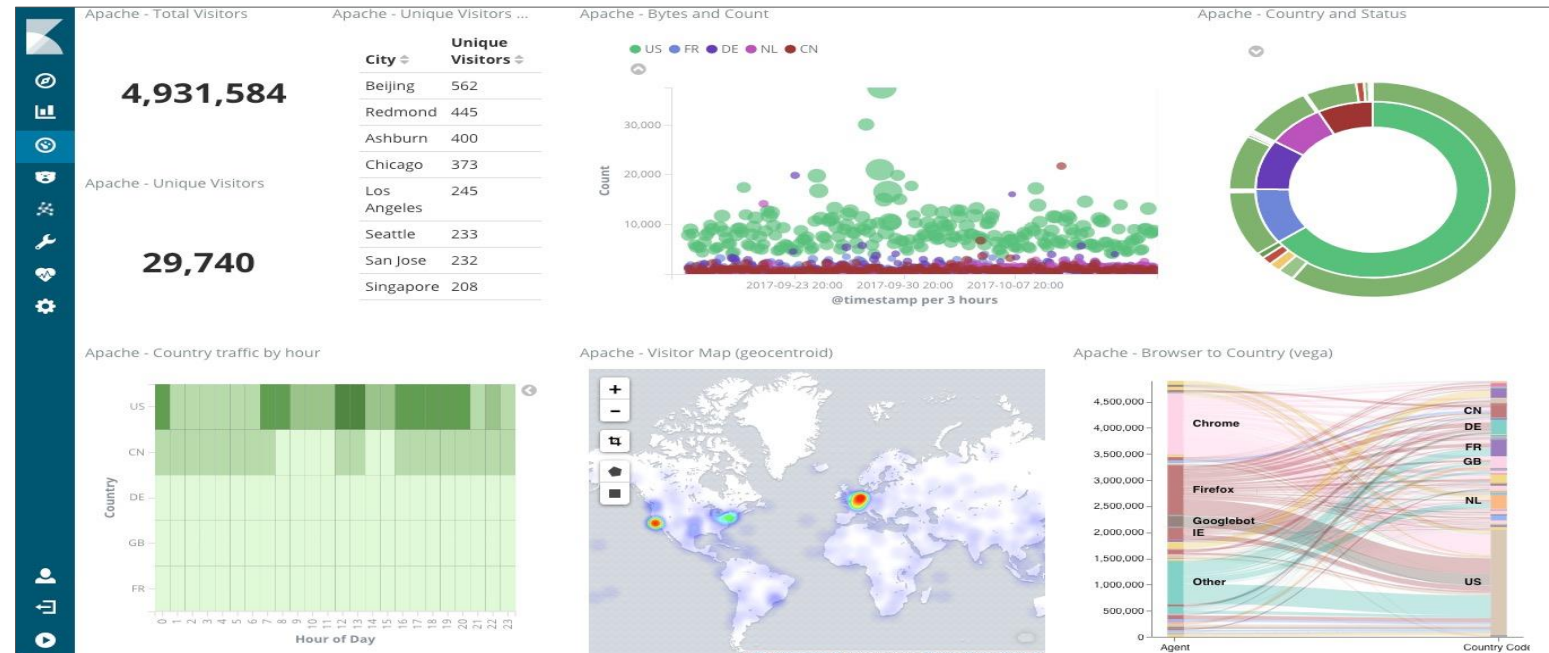 Apache - Total Visitors
4,931,584
Apache - Unique Visitors
29,740
Apache - Unique Visitors ...
City Unique Visitors
Beijing 562
Redmond 445
Ashburn 400
Chicago 373
Los Angeles 245
Seattle 233
San Jose 232
Singapore 208
Apache - Bytes and Count
US FR DE NL CN
Count
30,000
20,000
10,000
2017-09-23 20:00 2017-09-30 20:00 2017-10-07 20:00
@timestamp per 3 hours
Apache - Country and Status
Apache - Country traffic by hour
Country
US
CN
DE
GB
FR
0 1 2 3 4 5 6 7 8 9 10 11 12 13 14 15 16 17 18 19 20 21 22 23
Hour of Day
Apache - Visitor Map (geocentroid)
+
−
Apache - Browser to Country (vega)
4,500,000
4,000,000
3,500,000
3,000,000
2,500,000
2,000,000
1,500,000
1,000,000
500,000
0
Chrome
Firefox
Googlebot
IE
Other
CN
DE
FR
GB
NL
US
Agent
Country Code